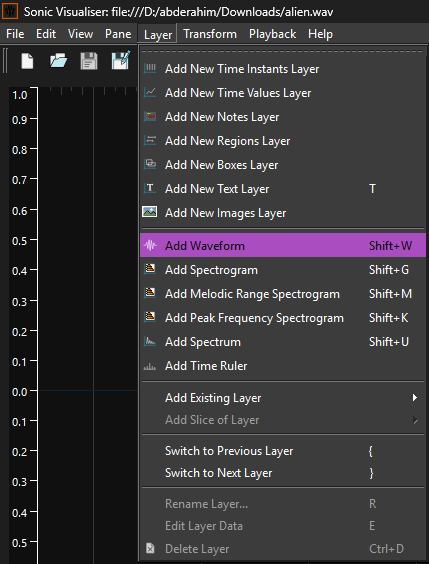 Sonic Visualiser: file:///D:/abderahim/Downloads/alien.wav
File Edit View Pane Layer Transform Playback Help
Add New Time Instants Layer
Add New Time Values Layer
Add New Notes Layer
Add New Regions Layer
Add New Boxes Layer
T Add New Text Layer T
Add New Images Layer
Add Waveform Shift+W
Add Spectrogram Shift+G
Add Melodic Range Spectrogram Shift+M
Add Peak Frequency Spectrogram Shift+K
Add Spectrum Shift+U
Add Time Ruler
Add Existing Layer
Add Slice of Layer
Switch to Previous Layer {
Switch to Next Layer }
Rename Layer... R
Edit Layer Data E
Delete Layer Ctrl+D
1.0
0.9
0.8
0.7
0.6
0.5
0.4
0.3
0.2
0.1
0.0
0.1
0.2
0.3
0.4
0.5